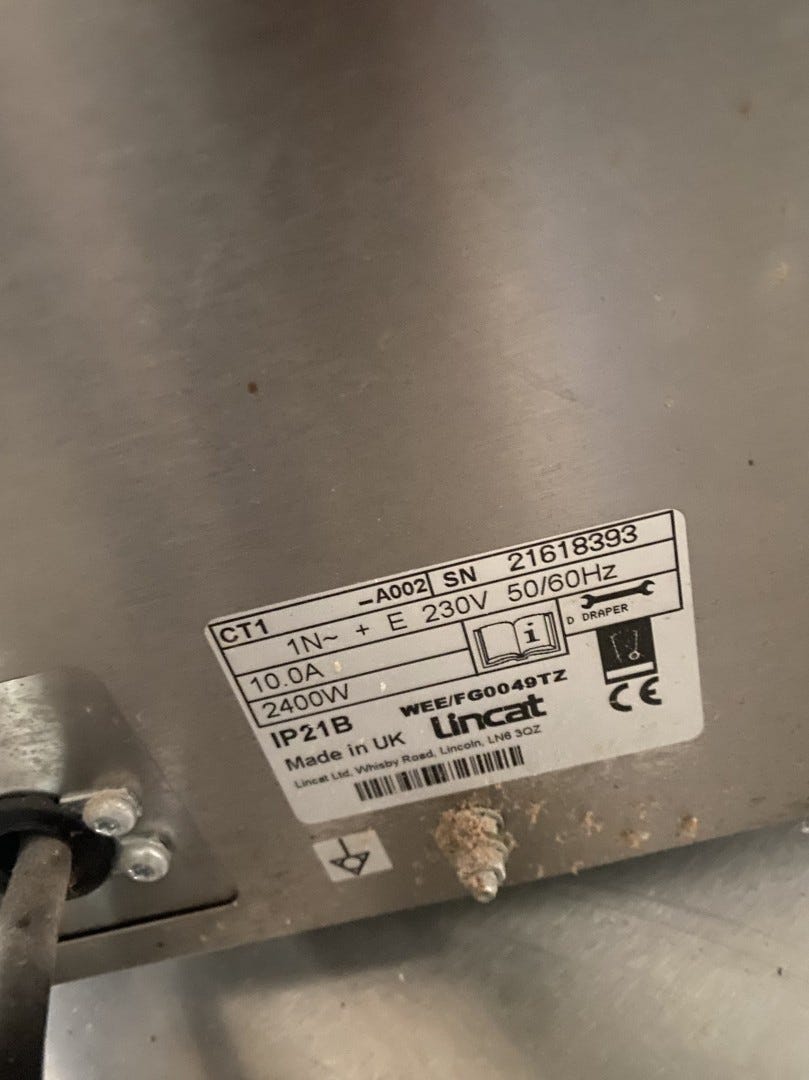 CT1 -A002 SN 21618393
1N~ + E 230V 50/60Hz
10.0A
2400W
i
D DRAPER
IP21B WEE/FG0049TZ
Made in UK Lincat
Lincat Ltd, Whisby Road, Lincoln, LN6 3QZ
CE